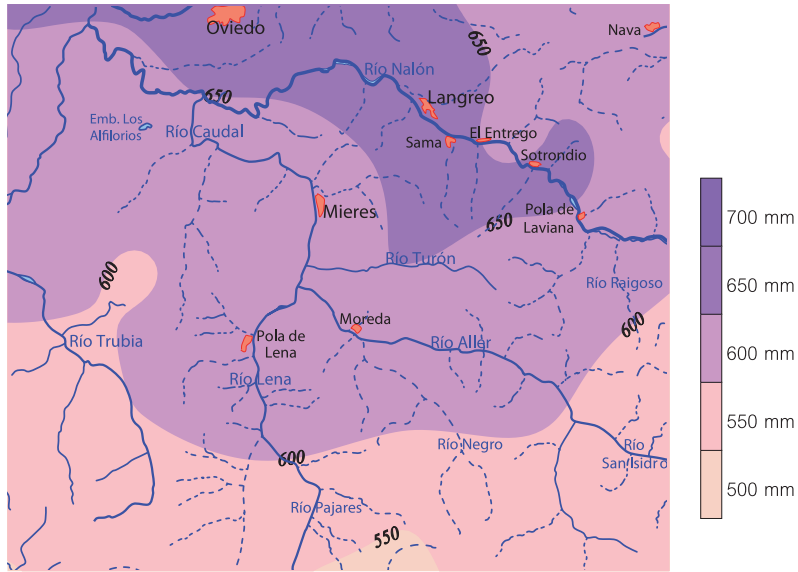 Oviedo
650
Nava
Río Nalón
650
Langreo
Emb. Los
Alfilorios
Río Caudal
El Entrego
Sama
Sotrondio
Mieres
Pola de
Laviana
650
700 mm
Río Turón
600
Río Raigoso
650 mm
Moreda
600
Río Trubia
Pola de
Lena
Río Aller
600 mm
Río Lena
550 mm
Río Negro
Río
San Isidro
600
500 mm
Río Pajares
550